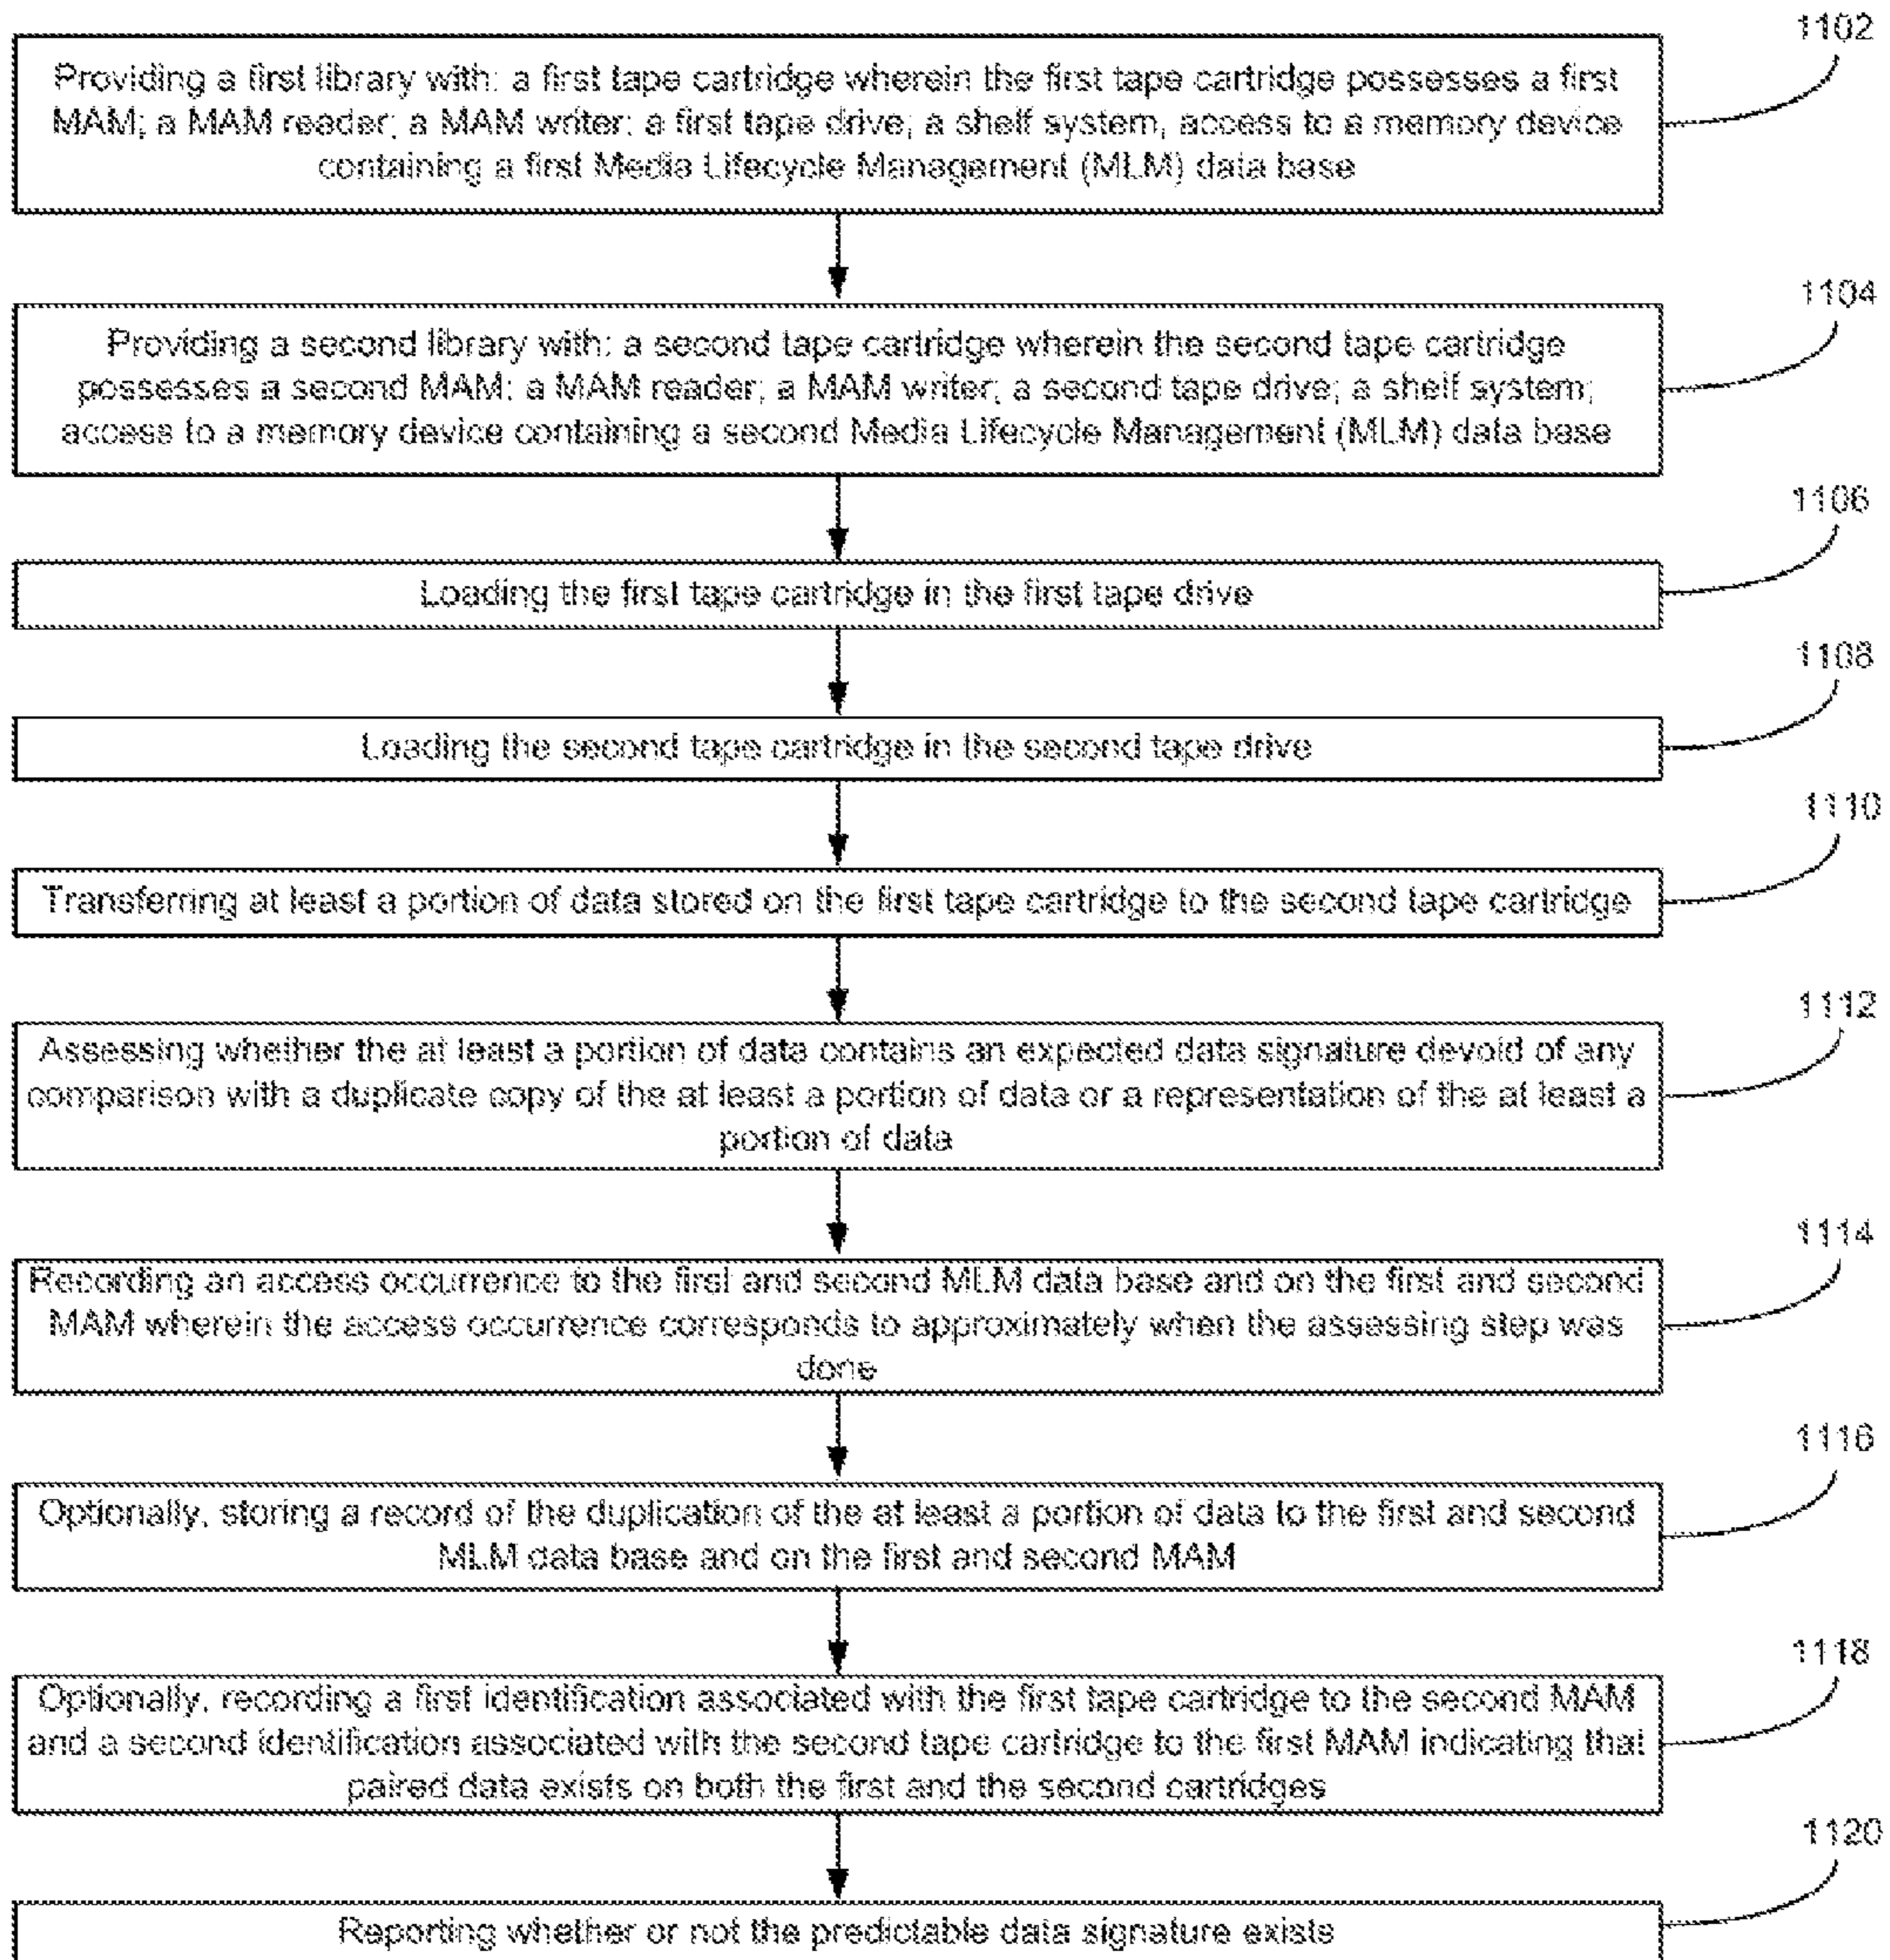 1102
Providing a first library with: a first tape cartridge wherein the first tape cartridge possesses a first
MAM; a MAM reader; a MAM writer; a first tape drive; a shelf system, access to a memory device
containing a first Media Lifecycle Management (MLM) data base
1104
Providing a second library with: a second tape cartridge wherein the second tape cartridge
possesses a second MAM; a MAM reader; a MAM writer; a second tape drive; a shelf system;
access to a memory device containing a second Media Lifecycle Management (MLM) data base
1106
Loading the first tape cartridge in the first tape drive
1108
Loading the second tape cartridge in the second tape drive
1110
Transferring at least a portion of data stored on the first tape cartridge to the second tape cartridge
1112
Assessing whether the at least a portion of data contains an expected data signature devoid of any
comparison with a duplicate copy of the at least a portion of data or a representation of the at least a
portion of data
1114
Recording an access occurrence to the first and second MLM data base and on the first and second
MAM wherein the access occurrence corresponds to approximately when the assessing step was
done
1116
Optionally, storing a record of the duplication of the at least a portion of data to the first and second
MLM data base and on the first and second MAM
1118
Optionally, recording a first identification associated with the first tape cartridge to the second MAM
and a second identification associated with the second tape cartridge to the first MAM indicating that
paired data exists on both the first and the second cartridges
1120
Reporting whether or not the predictable data signature exists